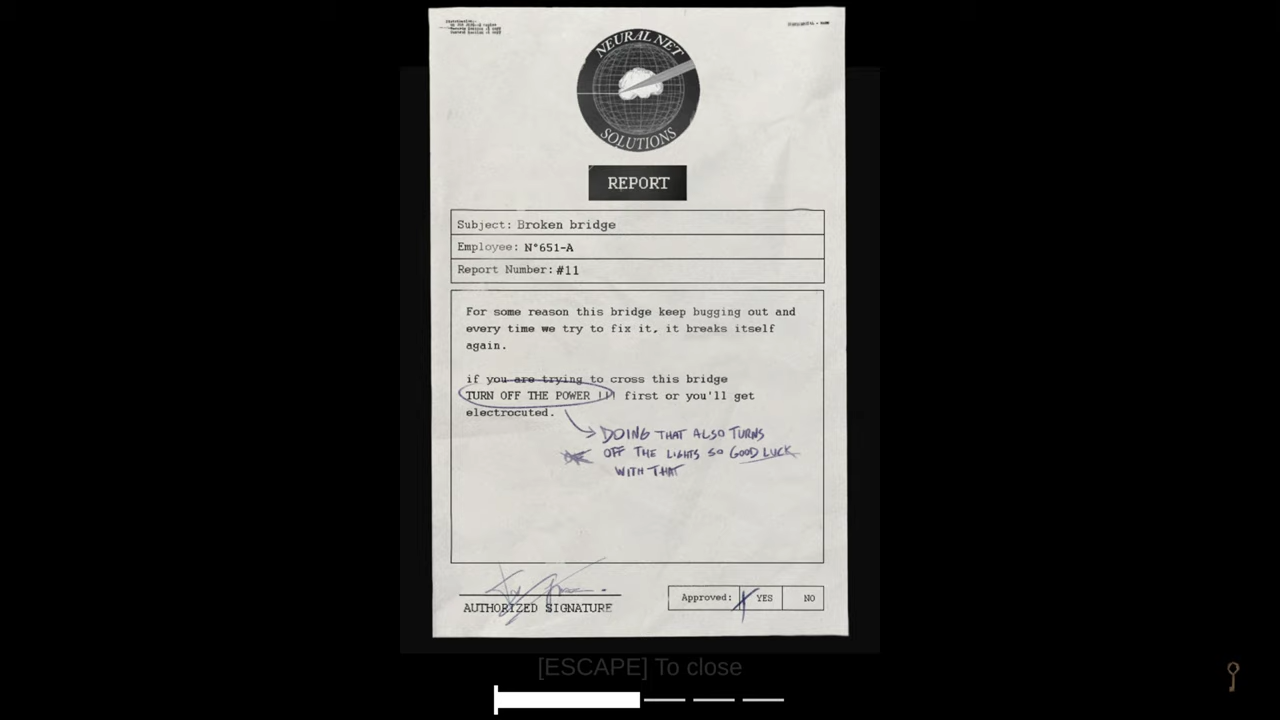 NEURAL NET
SOLUTIONS
REPORT
Subject: Broken bridge
Employee: N°651-A
Report Number: #11
For some reason this bridge keep bugging out and
every time we try to fix it, it breaks itself
again.
if you are trying to cross this bridge
TURN OFF THE POWER !!! first or you'll get
electrocuted.
DOING THAT ALSO TURNS
OFF THE LIGHTS SO GOOD LUCK
WITH THAT
AUTHORIZED SIGNATURE
Approved: YES NO
[ESCAPE] To close